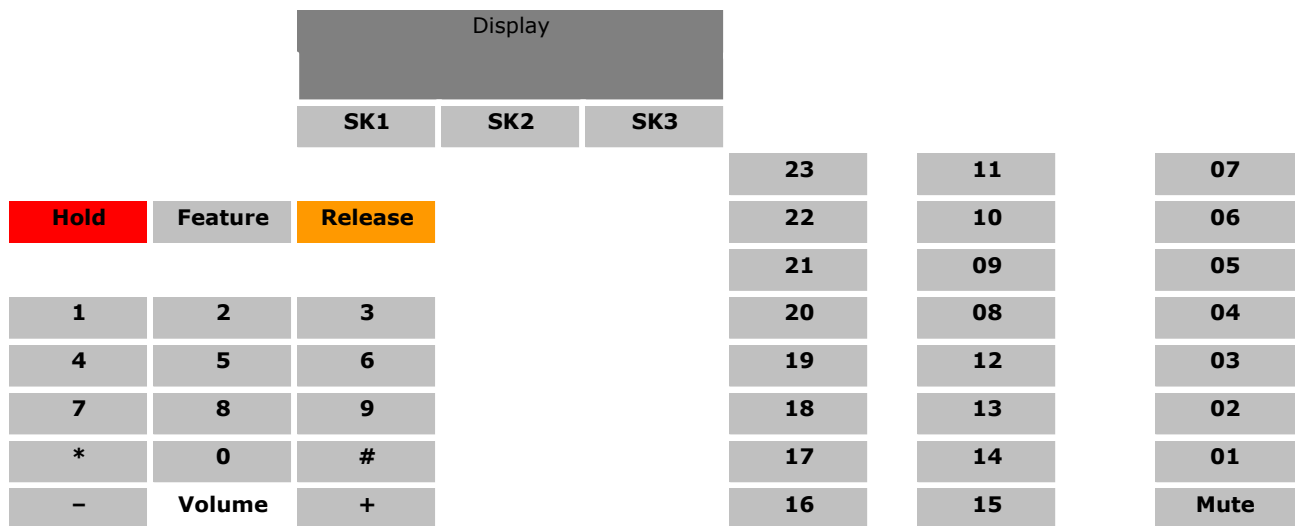 Display
SK1 SK2 SK3
23 11 07
Hold Feature Release 22 10 06
21 09 05
1 2 3 20 08 04
4 5 6 19 12 03
7 8 9 18 13 02
* 0 # 17 14 01
– Volume + 16 15 Mute